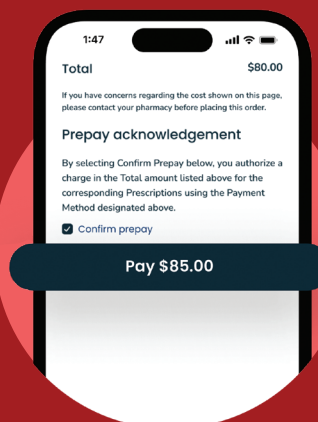 1:47
Total $80.00
If you have concerns regarding the cost shown on this page,
please contact your pharmacy before placing this order.
Prepay acknowledgement
By selecting Confirm Prepay below, you authorize a
charge in the Total amount listed above for the
corresponding Prescriptions using the Payment
Method designated above.
Confirm prepay
Pay $85.00